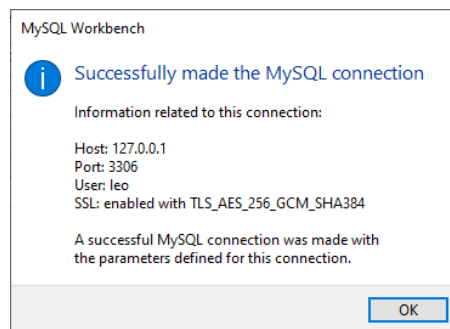 MySQL Workbench
Successfully made the MySQL connection
Information related to this connection:
Host: 127.0.0.1
Port: 3306
User: leo
SSL: enabled with TLS_AES_256_GCM_SHA384
A successful MySQL connection was made with
the parameters defined for this connection.
OK